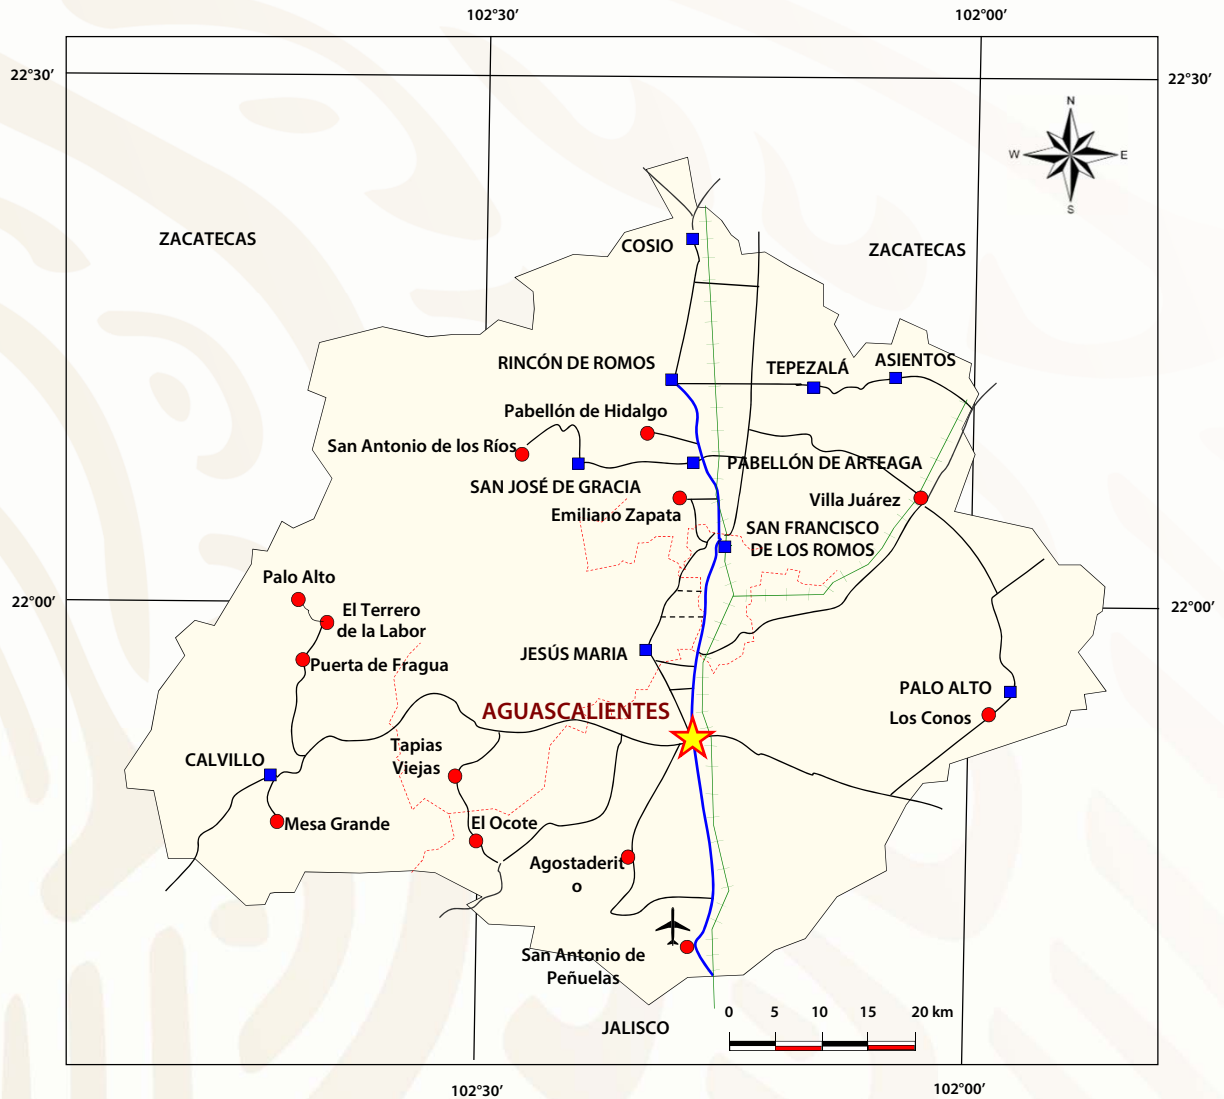 102°30’
102°00’
22°30’
22°30’
N
W
E
S
ZACATECAS
ZACATECAS
COSIO
RINCÓN DE ROMOS
TEPEZALÁ
ASIENTOS
Pabellón de Hidalgo
San Antonio de los Ríos
PABELLÓN DE ARTEAGA
SAN JOSÉ DE GRACIA
Villa Juárez
Emiliano Zapata
SAN FRANCISCO
DE LOS ROMOS
Palo Alto
22°00’
22°00’
El Terrero
de la Labor
JESÚS MARIA
Puerta de Fragua
PALO ALTO
AGUASCALIENTES
Los Conos
Tapias
Viejas
CALVILLO
Mesa Grande
El Ocote
Agostaderit
o
San Antonio de
Peñuelas
JALISCO
0 5 10 15 20 km
102°30’
102°00’